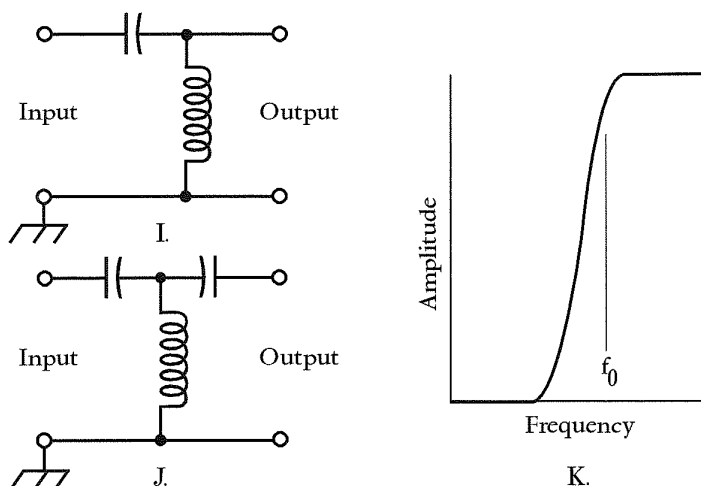 Input
Output
I.
Input
Output
J.
Amplitude
f0
Frequency
K.